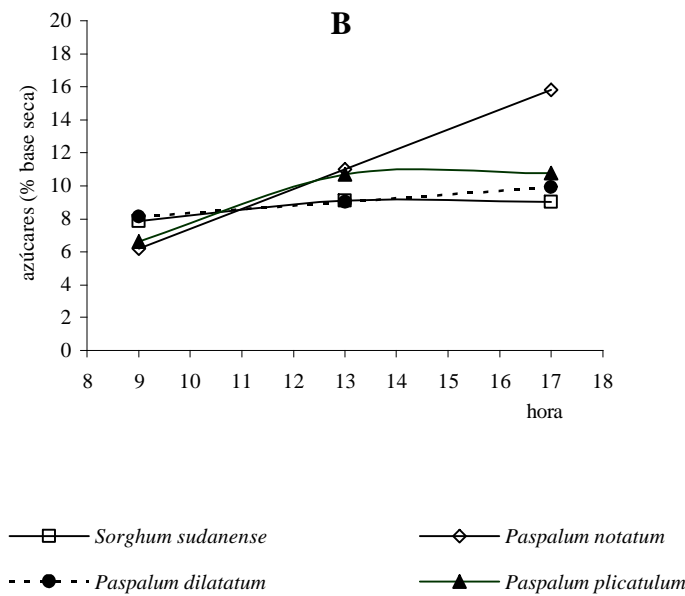 B
azúcares (% base seca)
20
18
16
14
12
10
8
6
4
2
0
8 9 10 11 12 13 14 15 16 17 18
hora
Sorghum sudanense Paspalum notatum
Paspalum dilatatum Paspalum plicatulum